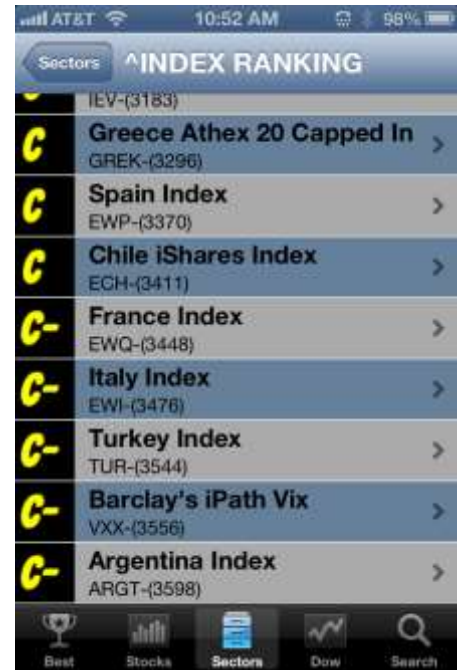 AT&T 10:52 AM 98%
Sectors ^INDEX RANKING
C IEV-(3183)
C Greece Athex 20 Capped In
GREK-(3296)
C Spain Index
EWP-(3370)
C Chile iShares Index
ECH-(3411)
C- France Index
EWQ-(3448)
C- Italy Index
EWI-(3476)
C- Turkey Index
TUR-(3544)
C- Barclay's iPath Vix
VXX-(3556)
C- Argentina Index
ARGT-(3598)
Best Stocks Sectors Dow Search